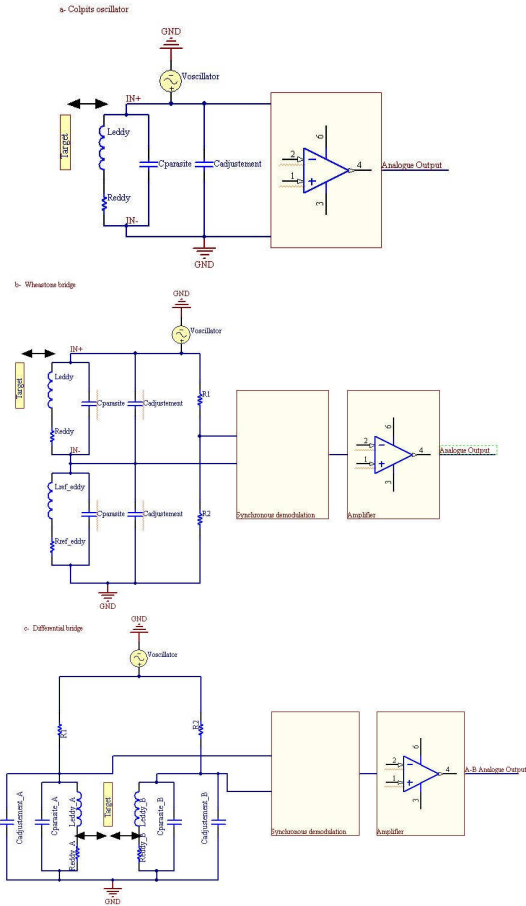 a- Colpits oscillator
GND
Voscillator
IN+
Target
Leddy
Cparasite
Cadjustement
Reddy
IN-
GND
2
1
6
3
4
Analogue Output
b- Wheastone bridge
GND
Voscillator
IN+
Target
Leddy
Cparasite
Cadjustement
R1
Reddy
IN-
Lref_eddy
Cparasite
Cadjustement
R2
Rref_eddy
GND
Synchronous demodulation
2
1
6
3
4
Analogue Output
Amplifier
c- Differential bridge
GND
Voscillator
R1
R2
Cadjustement_A
Cparasite_A
Leddy_A
Reddy_A
Target
Leddy_B
Reddy_B
Cparasite_B
Cadjustement_B
GND
Synchronous demodulation
2
1
6
3
4
A-B Analogue Output
Amplifier